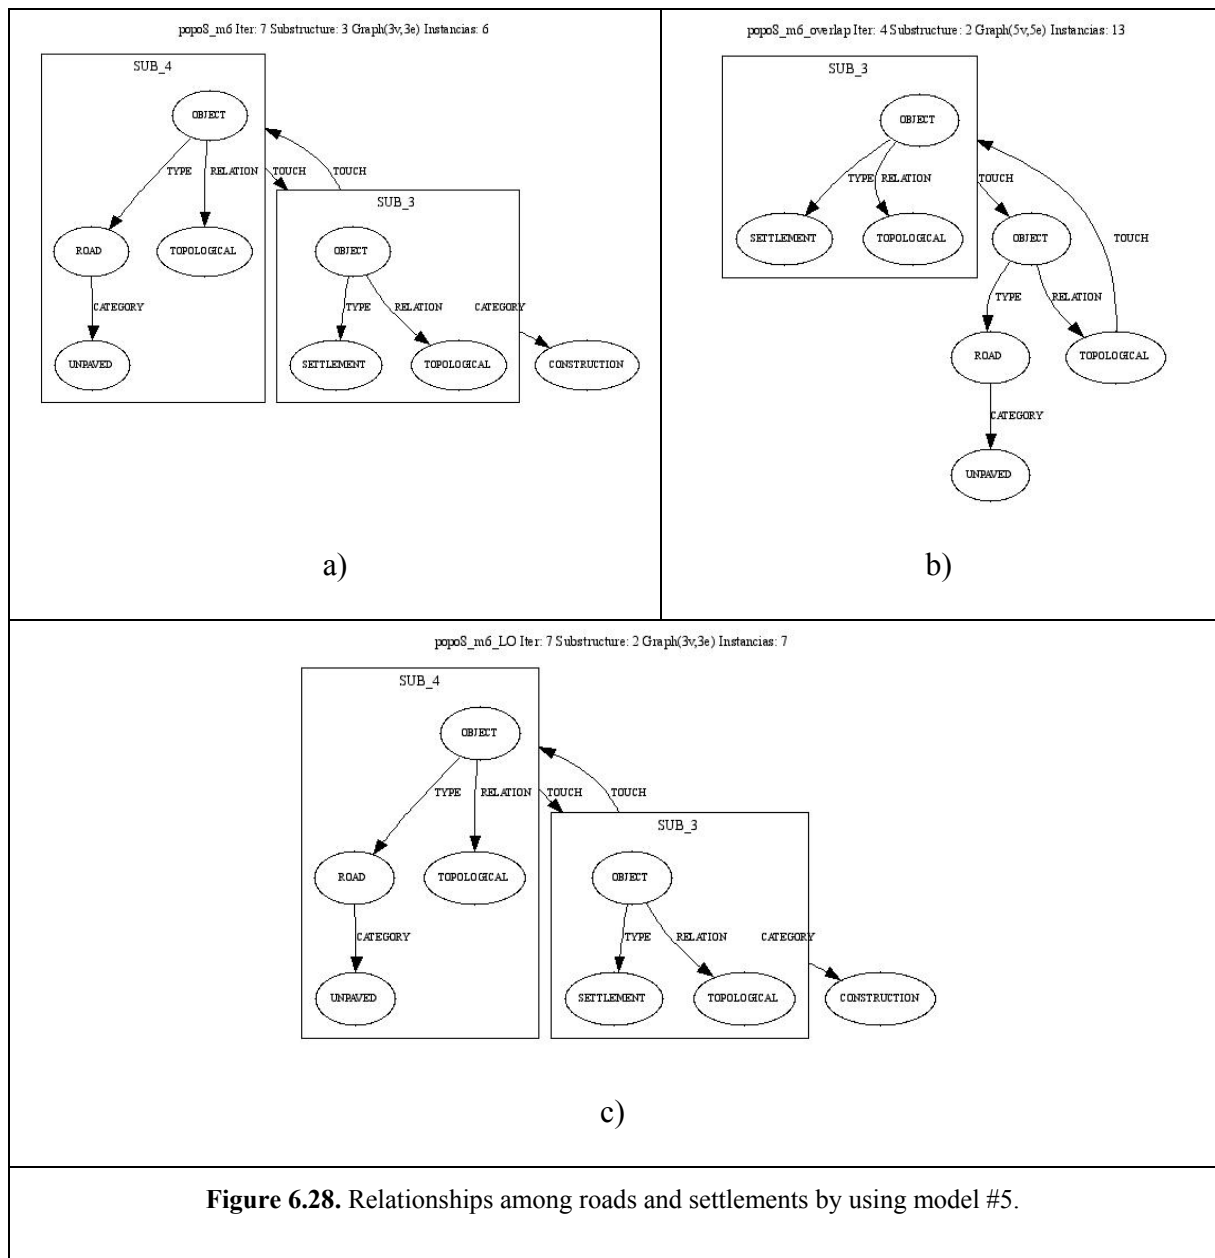 popo8_m6 Iter: 7 Substructure: 3 Graph(3v,3e) Instancias: 6
SUB_4
OBJECT
TYPE RELATION TOUCH TOUCH
SUB_3
ROAD TOPOLOGICAL OBJECT
CATEGORY TYPE RELATION CATEGORY
UNPAVED SETTLEMENT TOPOLOGICAL CONSTRUCTION
a)
popo8_m6_overlap Iter: 4 Substructure: 2 Graph(5v,5e) Instancias: 13
SUB_3
OBJECT
TYPE RELATION TOUCH
SETTLEMENT TOPOLOGICAL OBJECT TOUCH
TYPE RELATION
ROAD TOPOLOGICAL
CATEGORY
UNPAVED
b)
popo8_m6_LO Iter: 7 Substructure: 2 Graph(3v,3e) Instancias: 7
SUB_4
OBJECT
TYPE RELATION TOUCH TOUCH
SUB_3
ROAD TOPOLOGICAL OBJECT
CATEGORY TYPE RELATION CATEGORY
UNPAVED SETTLEMENT TOPOLOGICAL CONSTRUCTION
c)
Figure 6.28. Relationships among roads and settlements by using model #5.